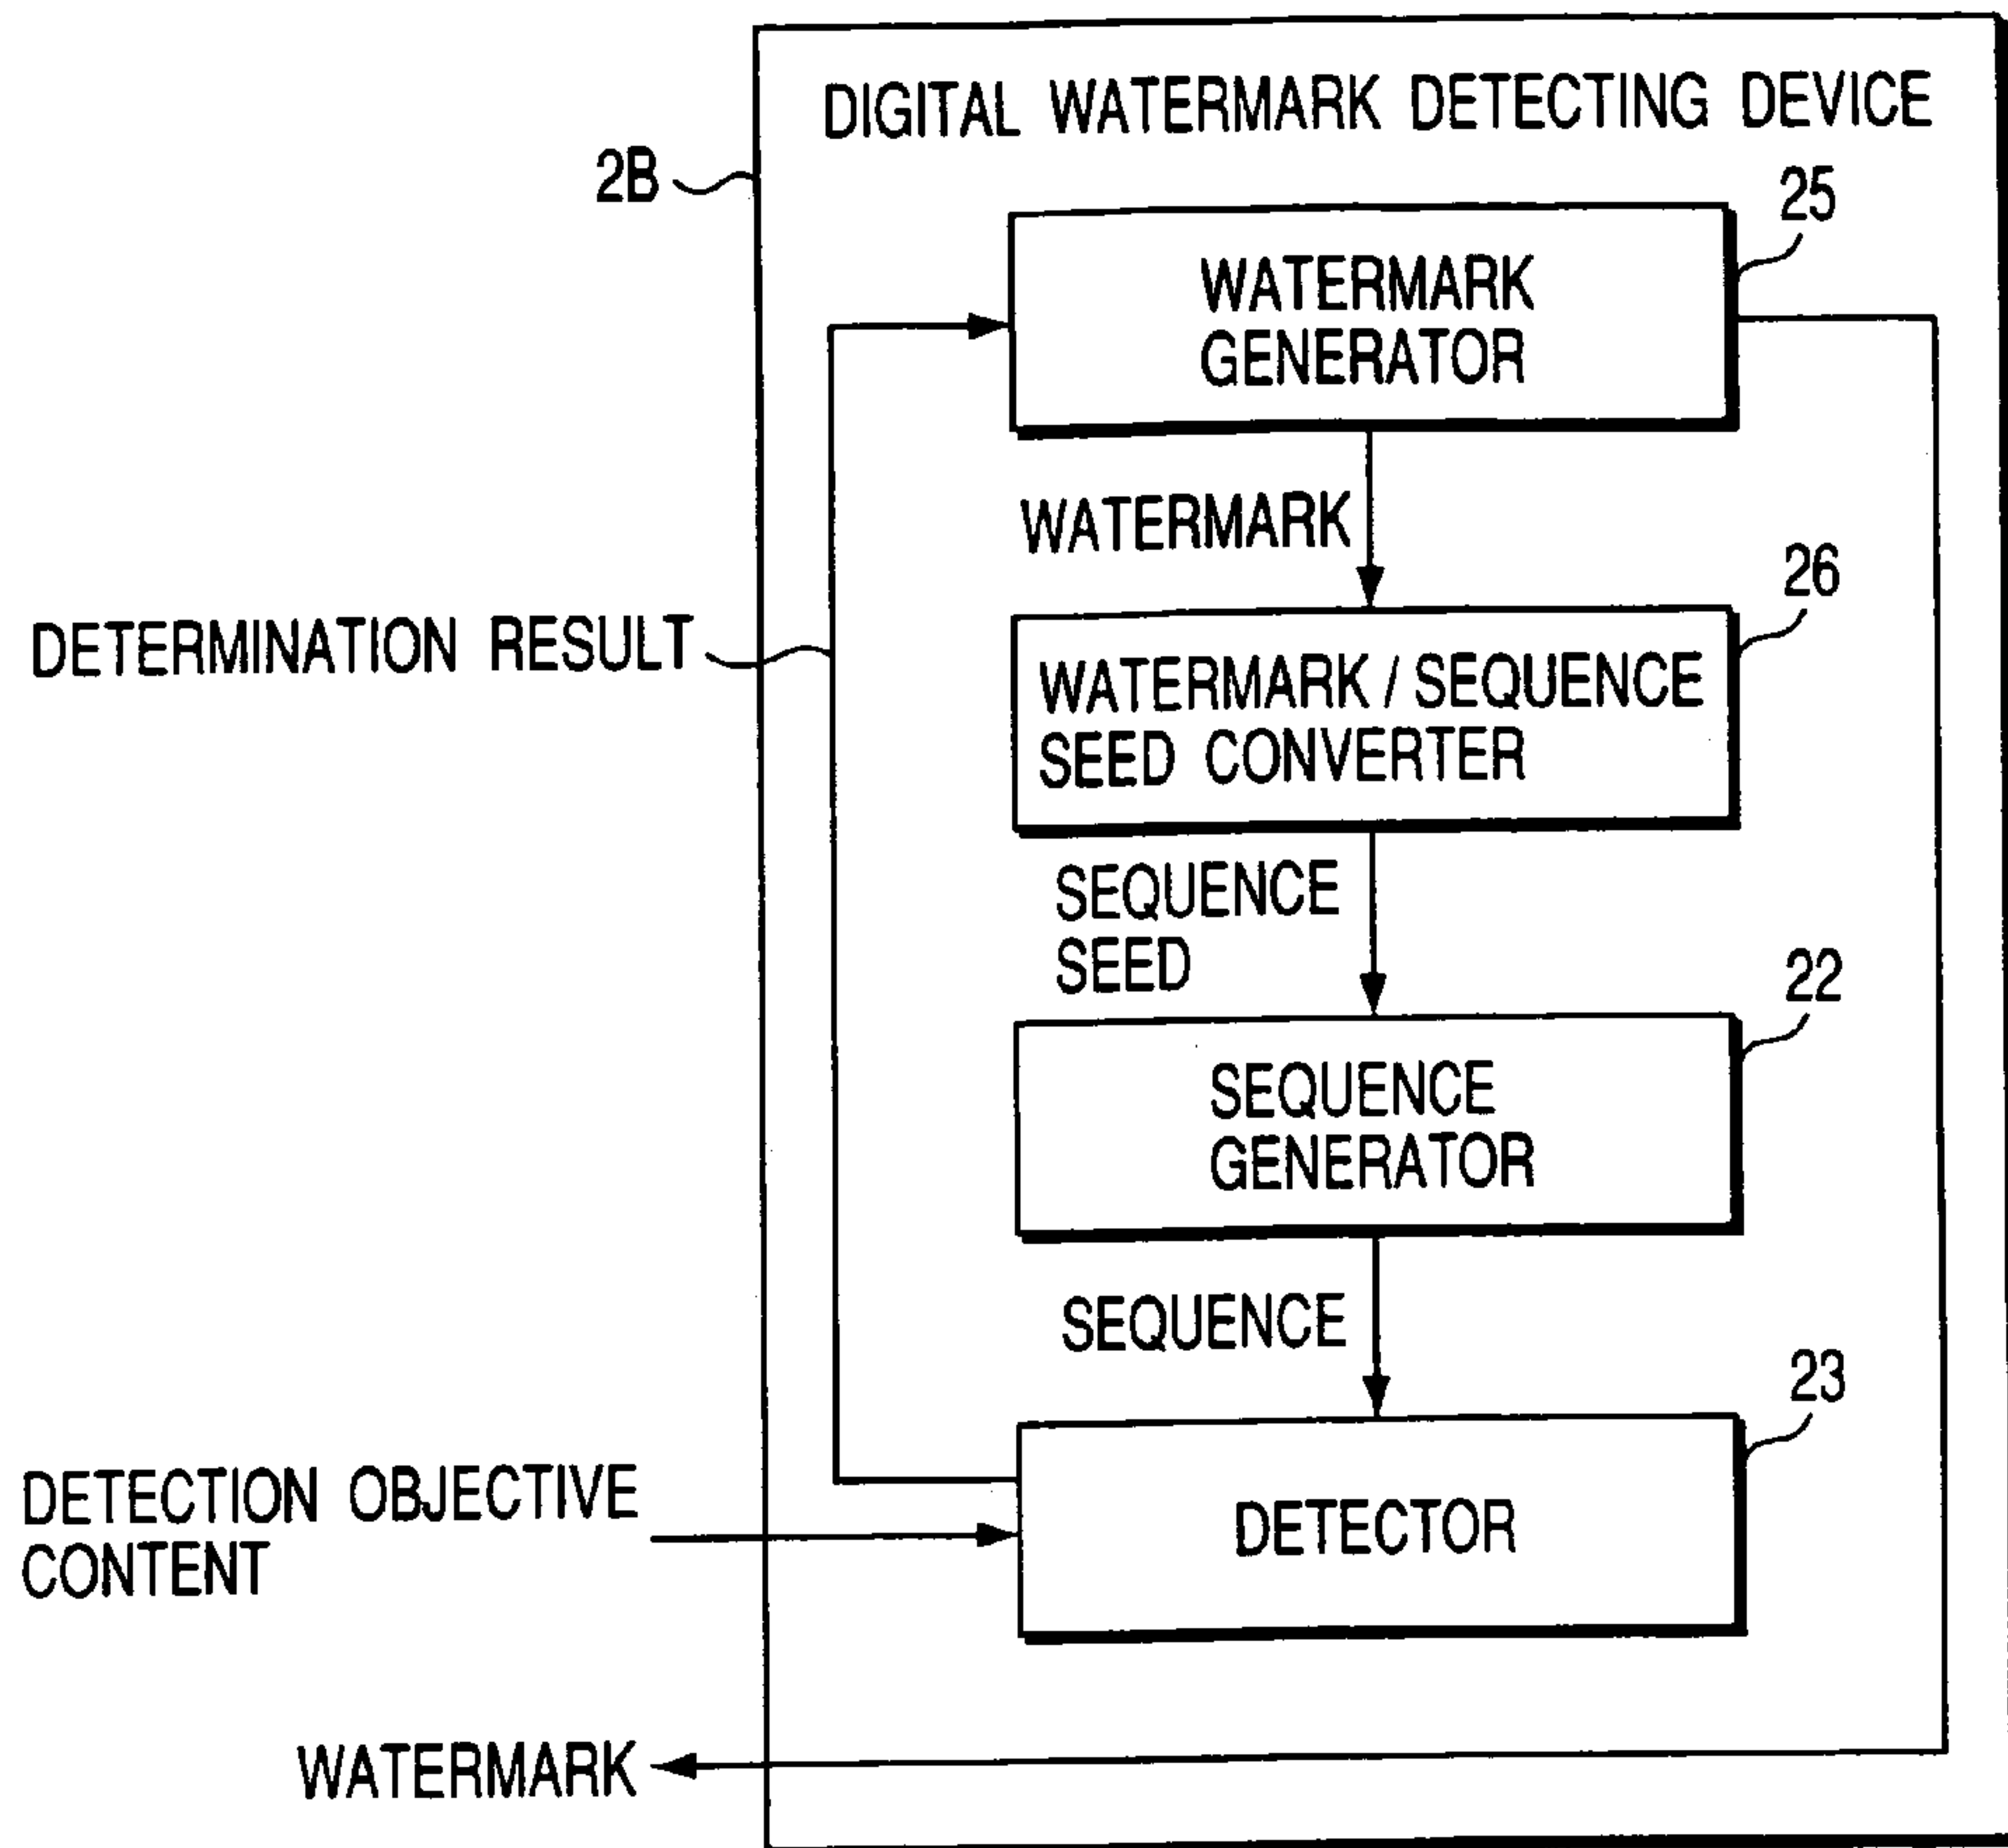 DIGITAL WATERMARK DETECTING DEVICE
2B
25
WATERMARK
GENERATOR
WATERMARK
26
DETERMINATION RESULT
WATERMARK / SEQUENCE
SEED CONVERTER
SEQUENCE
SEED
22
SEQUENCE
GENERATOR
SEQUENCE
23
DETECTION OBJECTIVE
CONTENT
DETECTOR
WATERMARK